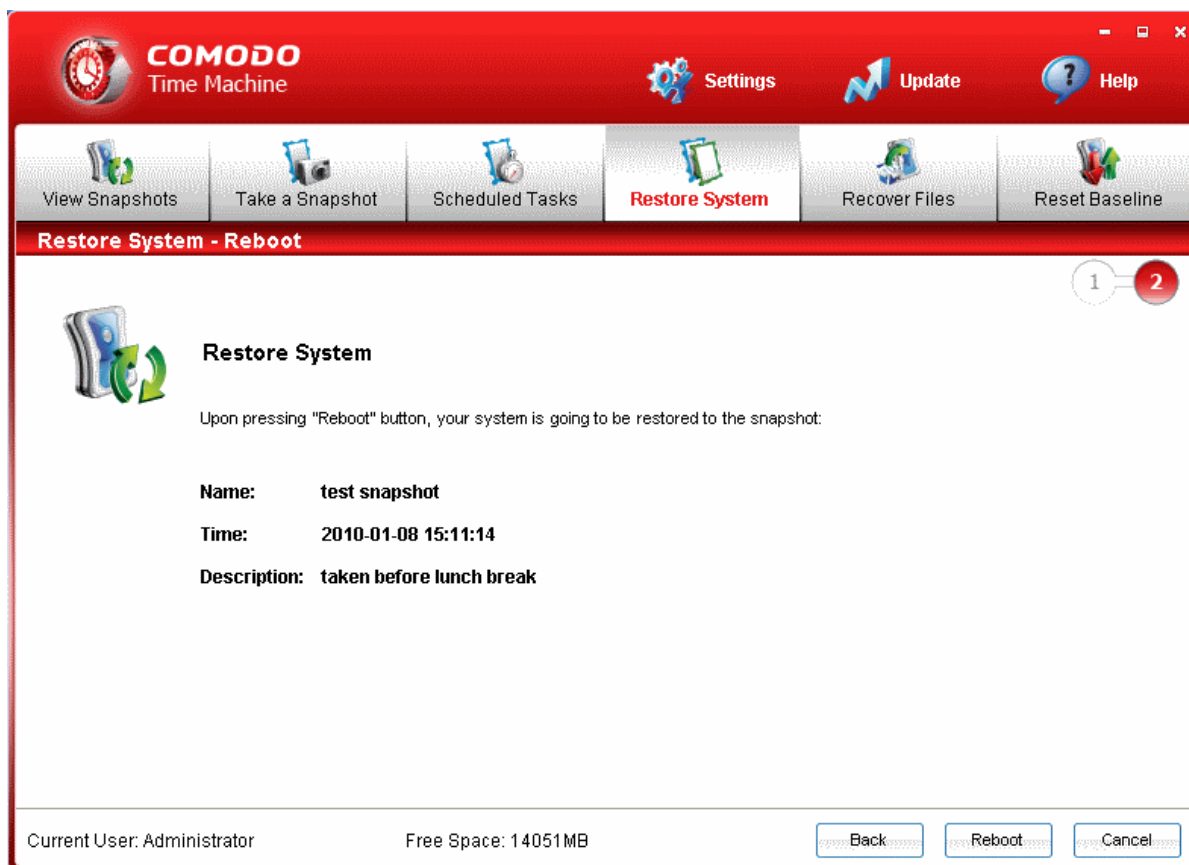 COMODO
Time Machine
Settings
Update
? Help
View Snapshots
Take a Snapshot
Scheduled Tasks
Restore System
Recover Files
Reset Baseline
Restore System - Reboot
1
2
Restore System
Upon pressing "Reboot" button, your system is going to be restored to the snapshot:
Name: test snapshot
Time: 2010-01-08 15:11:14
Description: taken before lunch break
Current User: Administrator
Free Space: 14051MB
Back
Reboot
Cancel